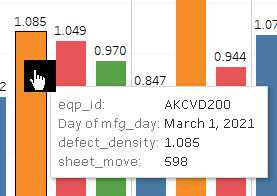 1.085
1.049
0.970
0.847
0.944
eqp_id: AKCVD200
Day of mfg_day: March 1, 2021
defect_density: 1.085
sheet_move: 598